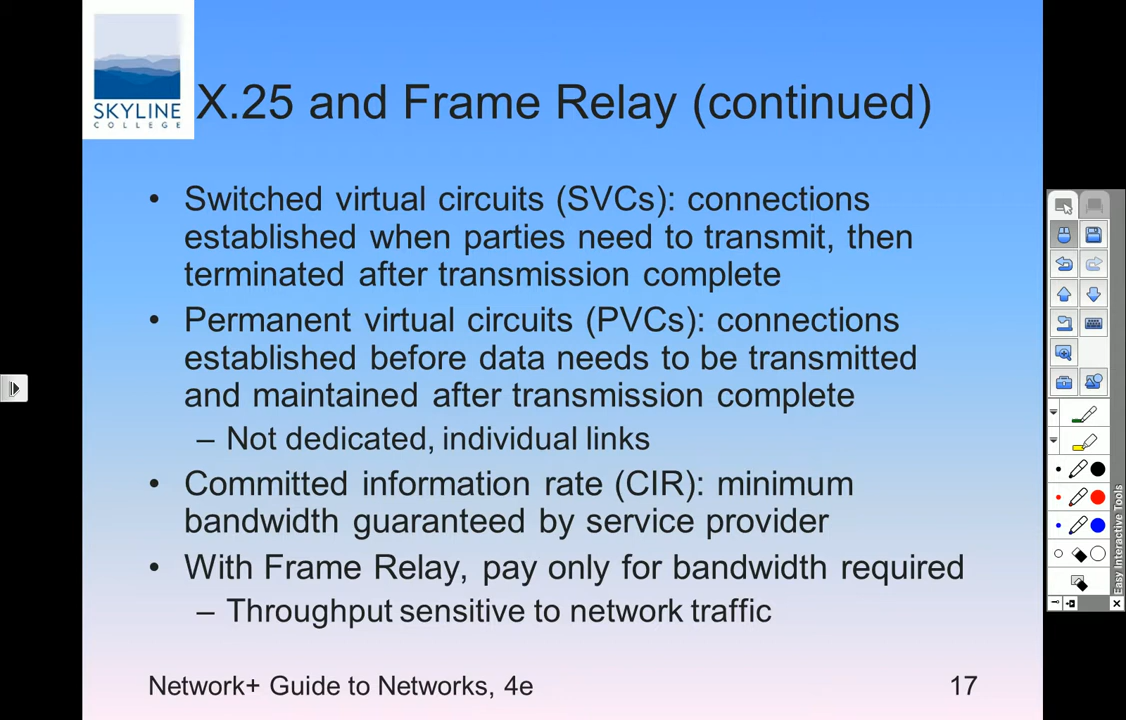 SKYLINE
COLLEGE
X.25 and Frame Relay (continued)
• Switched virtual circuits (SVCs): connections
established when parties need to transmit, then
terminated after transmission complete
• Permanent virtual circuits (PVCs): connections
established before data needs to be transmitted
and maintained after transmission complete
– Not dedicated, individual links
• Committed information rate (CIR): minimum
bandwidth guaranteed by service provider
• With Frame Relay, pay only for bandwidth required
– Throughput sensitive to network traffic
Network+ Guide to Networks, 4e
17
Easy Interactive Tools